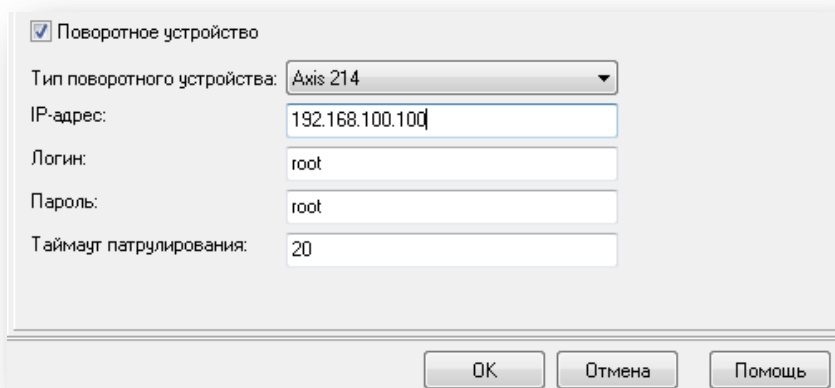 Поворотное устройство
Тип поворотного устройства: Axis 214
IP-адрес: 192.168.100.100
Логин: root
Пароль: root
Таймаут патрулирования: 20
OK Отмена Помощь